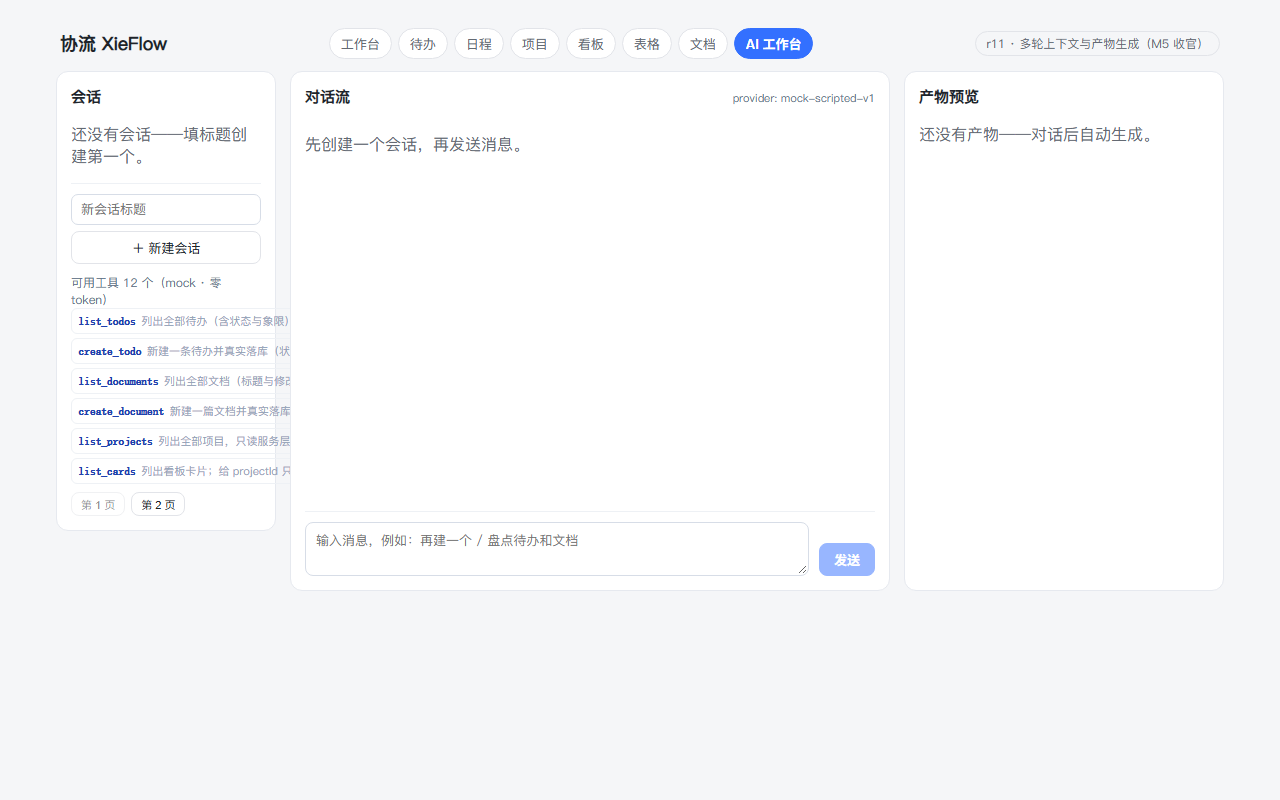 协流 XieFlow
工作台
待办
日程
项目
看板
表格
文档
AI 工作台
r11 · 多轮上下文与产物生成（M5 收官）
会话
还没有会话——填标题创
建第一个。
新会话标题
＋ 新建会话
可用工具 12 个（mock · 零
token）
list_todos 列出全部待办（含状态与象限）
create_todo 新建一条待办并真实落库（状
list_documents 列出全部文档（标题与修改
create_document 新建一篇文档并真实落库
list_projects 列出全部项目，只读服务层
list_cards 列出看板卡片；给 projectId 只
第 1 页
第 2 页
对话流
provider: mock-scripted-v1
先创建一个会话，再发送消息。
输入消息，例如：再建一个 / 盘点待办和文档
发送
产物预览
还没有产物——对话后自动生成。